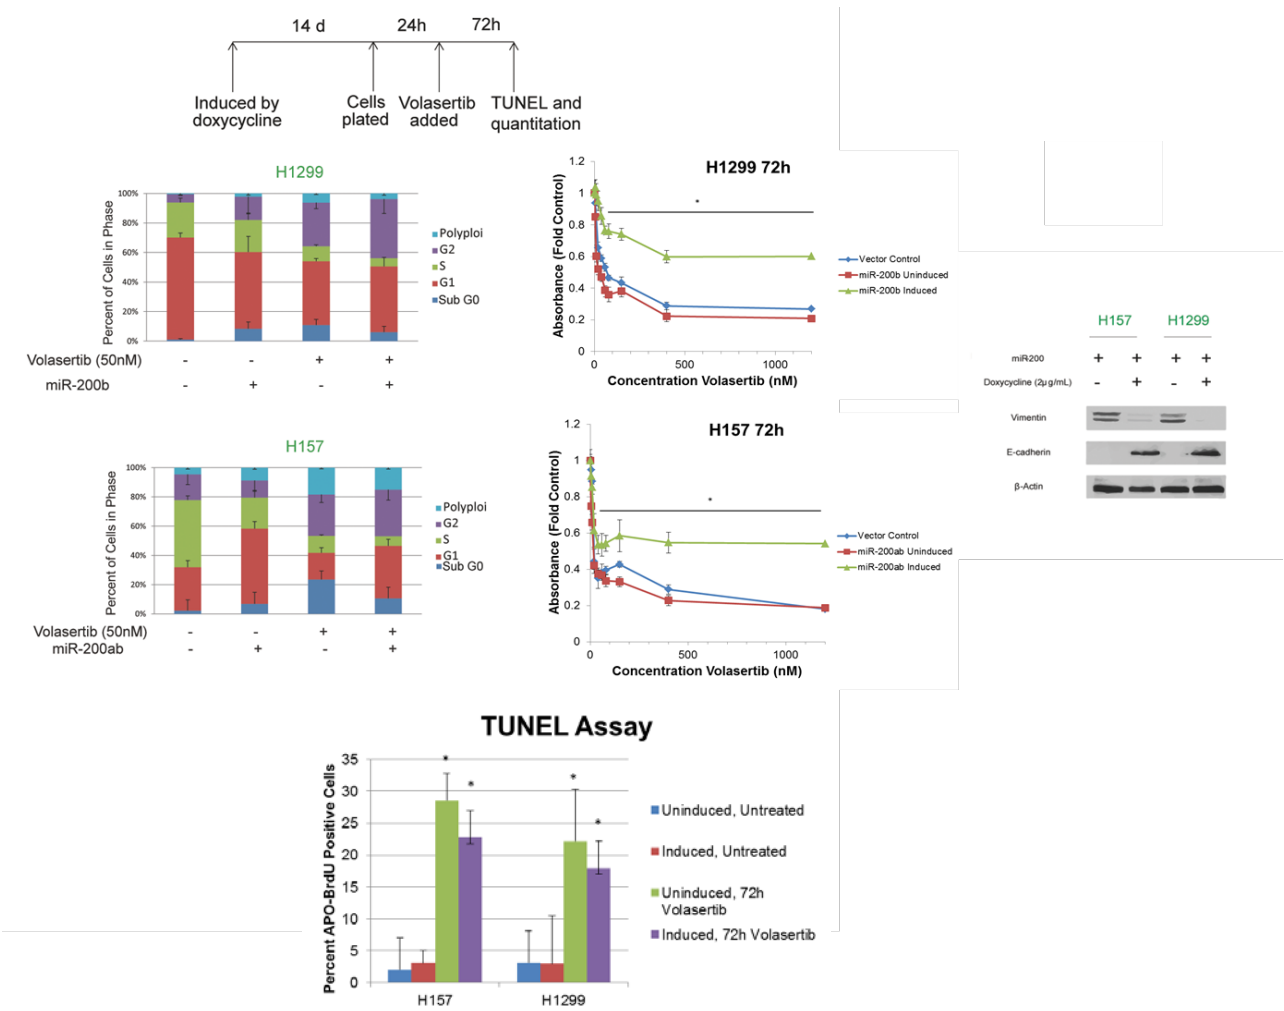 14 d 24h 72h
Induced by doxycycline
Cells plated
Volasertib added
TUNEL and quantitation
H1299
Percent of Cells in Phase
100%
80%
60%
40%
20%
0%
Polyploi
G2
S
G1
Sub G0
Volasertib (50nM) - - + +
miR-200b - + - +
H1299 72h
Absorbance (Fold Control)
1.2
1
0.8
0.6
0.4
0.2
0
*
0 500 1000
Concentration Volasertib (nM)
Vector Control
miR-200b Uninduced
miR-200b Induced
H157
Percent of Cells in Phase
100%
80%
60%
40%
20%
0%
Polyploi
G2
S
G1
Sub G0
Volasertib (50nM) - - + +
miR-200ab - + - +
H157 72h
Absorbance (Fold Control)
1.2
1
0.8
0.6
0.4
0.2
0
*
0 500 1000
Concentration Volasertib (nM)
Vector Control
miR-200ab Uninduced
miR-200ab Induced
H157 H1299
miR200 + + + +
Doxycycline (2µg/mL) - + - +
Vimentin
E-cadherin
β-Actin
TUNEL Assay
Percent APO-BrdU Positive Cells
35
30
25
20
15
10
5
0
* * * *
H157 H1299
Uninduced, Untreated
Induced, Untreated
Uninduced, 72h
Volasertib
Induced, 72h Volasertib